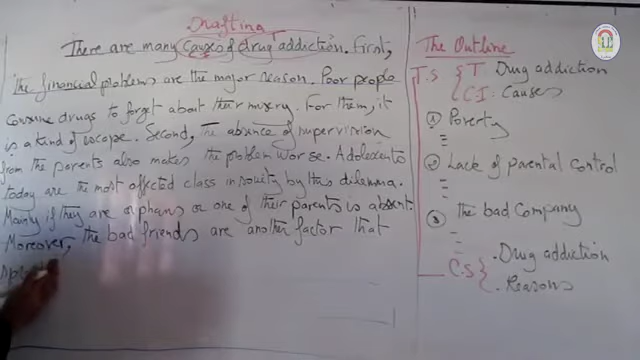 Drafting
There are many causes of drug addiction. First,
the financial problems are the major reason. Poor people
consume drugs to forget about their misery. For them, it
is a kind of escape. Second, the absence of supervision
from the parents also makes the problem worse. Adolescents
today are the most affected class in society by this dilemma.
Mainly if they are orphans or one of their parents is absent.
Moreover, the bad friends are another factor that
The Outline
T.S { T: Drug addiction
C.I: Causes
① Poverty
② Lack of parental control
③ The bad Company
C.S { . Drug addiction
. Reasons